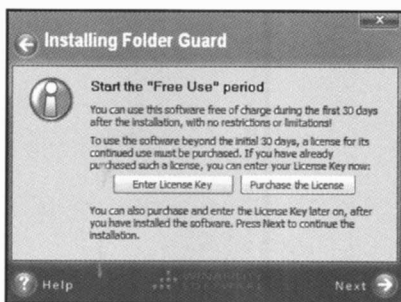 Installing Folder Guard
Start the "Free Use" period
You can use this software free of charge during the first 30 days
after the installation, with no restrictions or limitations!
To use the software beyond the initial 30 days, a license for its
continued use must be purchased. If you have already
purchased such a license, you can enter your License Key now:
Enter License Key
Purchase the License
You can also purchase and enter the License Key later on, after
you have installed the software. Press Next to continue the
installation.
? Help
WINABILITY
SOFTWARE
Next